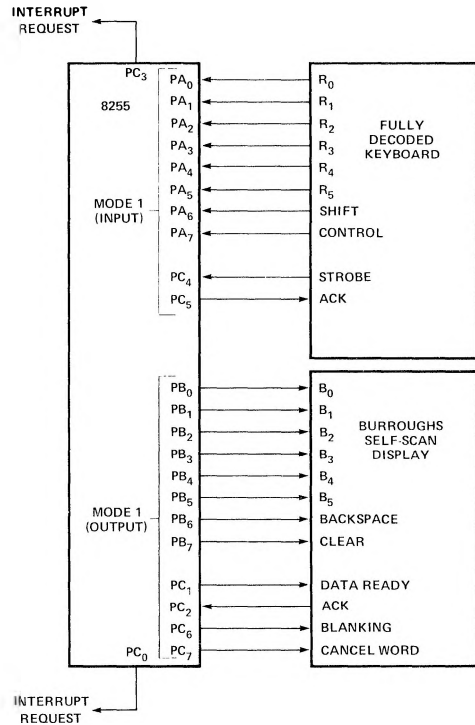 INTERRUPT
REQUEST
PC3
8255
MODE 1
(INPUT)
PA0
PA1
PA2
PA3
PA4
PA5
PA6
PA7
PC4
PC5
R0
R1
R2
R3
R4
R5
SHIFT
CONTROL
STROBE
ACK
FULLY
DECODED
KEYBOARD
MODE 1
(OUTPUT)
PB0
PB1
PB2
PB3
PB4
PB5
PB6
PB7
PC1
PC2
PC6
PC7
PC0
B0
B1
B2
B3
B4
B5
BACKSPACE
CLEAR
DATA READY
ACK
BLANKING
CANCEL WORD
BURROUGHS
SELF-SCAN
DISPLAY
INTERRUPT
REQUEST